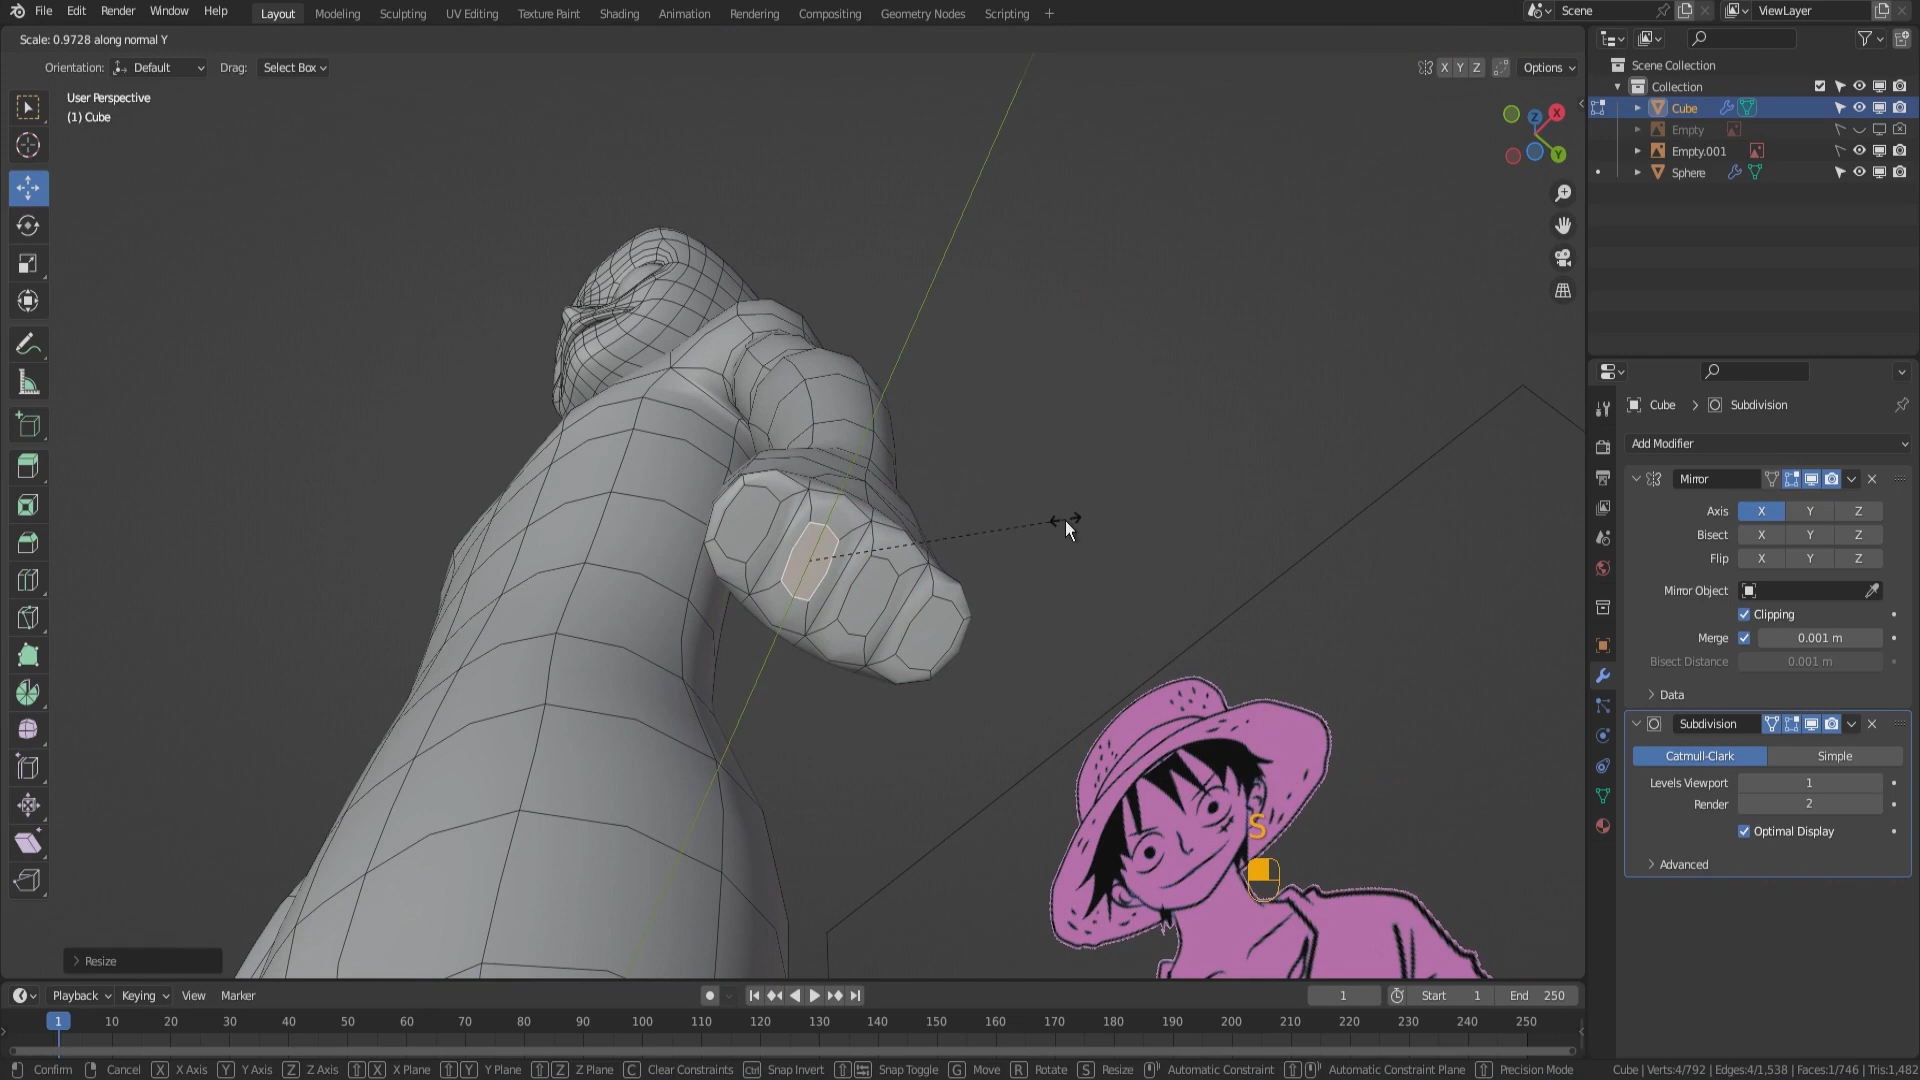 File Edit Render Window Help Layout Modeling Sculpting UV Editing Texture Paint Shading Animation Rendering Compositing Geometry Nodes Scripting + Scene ViewLayer
Scale: 0.9728 along normal Y
Orientation: Default Drag: Select Box X Y Z Options
User Perspective
(1) Cube
X Y Z
Scene Collection
Collection
Cube
Empty
Empty.001
Sphere
Cube > Subdivision
Add Modifier
Mirror
Axis X Y Z
Bisect X Y Z
Flip X Y Z
Mirror Object
Clipping
Merge 0.001 m
Bisect Distance 0.001 m
Data
Subdivision
Catmull-Clark Simple
Levels Viewport 1
Render 2
Optimal Display
Advanced
S
Resize
Playback Keying View Marker 1 Start 1 End 250
1 10 20 30 40 50 60 70 80 90 100 110 120 130 140 150 160 170 180 190 200 210 220 230 240 250
Confirm Cancel X X Axis Y Y Axis Z Z Axis X X Plane Y Y Plane Z Z Plane C Clear Constraints Ctrl Snap Invert Snap Toggle G Move R Rotate S Resize Automatic Constraint Automatic Constraint Plane Precision Mode Cube | Verts:4/792 | Edges:4/1,538 | Faces:1/746 | Tris:1,482